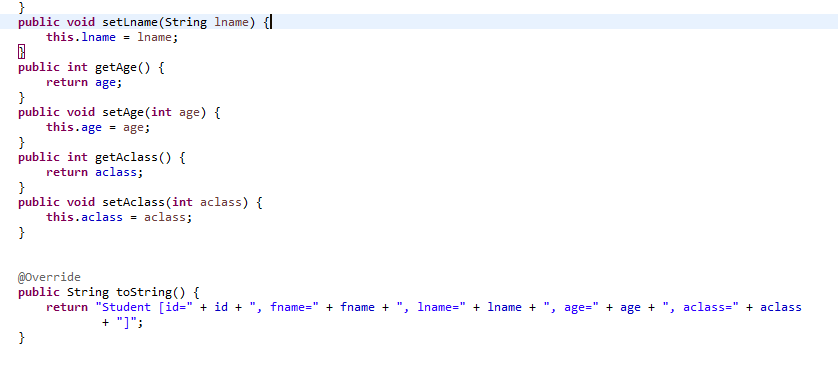 }
public void setLname(String lname) {
    this.lname = lname;
}
public int getAge() {
    return age;
}
public void setAge(int age) {
    this.age = age;
}
public int getAclass() {
    return aclass;
}
public void setAclass(int aclass) {
    this.aclass = aclass;
}
@Override
public String toString() {
    return "Student [id=" + id + ", fname=" + fname + ", lname=" + lname + ", age=" + age + ", aclass=" + aclass
            + "]";
}